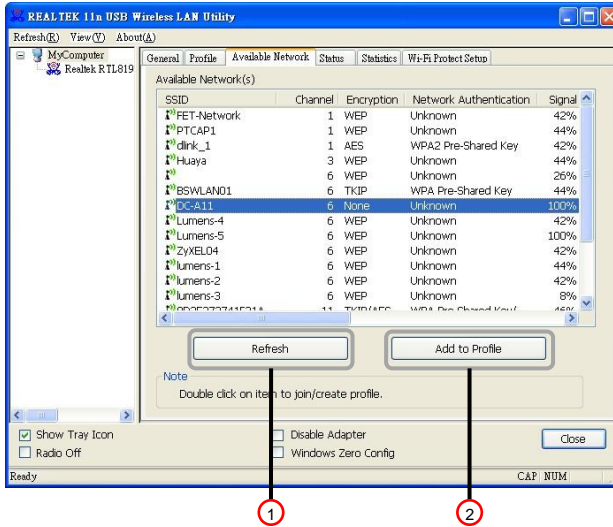 REALTEK 11n USB Wireless LAN Utility
Refresh(R) View(V) About(A)
MyComputer
Realtek RTL819
General Profile Available Network Status Statistics Wi-Fi Protect Setup
Available Network(s)
SSID Channel Encryption Network Authentication Signal
FET-Network 1 WEP Unknown 42%
PTCAP1 1 WEP Unknown 44%
dlink_1 1 AES WPA2 Pre-Shared Key 42%
Huaya 3 WEP Unknown 44%
6 WEP Unknown 26%
BSWLAN01 6 TKIP WPA Pre-Shared Key 44%
DC-A11 6 None Unknown 100%
Lumens-4 6 WEP Unknown 42%
Lumens-5 6 WEP Unknown 100%
ZyXEL04 6 WEP Unknown 42%
lumens-1 6 WEP Unknown 44%
lumens-2 6 WEP Unknown 42%
lumens-3 6 WEP Unknown 8%
11 WPA Pre-Shared Key/
Refresh Add to Profile
Note
Double click on item to join/create profile.
Show Tray Icon Disable Adapter Close
Radio Off Windows Zero Config
Ready CAP NUM
1 2